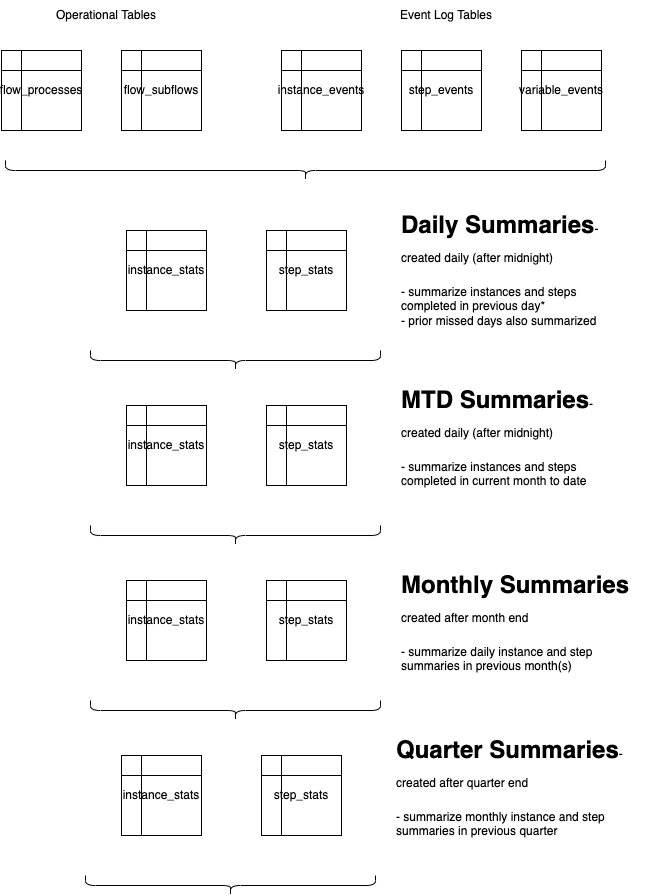 Operational Tables
Event Log Tables
flow_processes
flow_subflows
instance_events
step_events
variable_events
Daily Summaries-
created daily (after midnight)
- summarize instances and steps
completed in previous day*
- prior missed days also summarized
instance_stats
step_stats
MTD Summaries-
created daily (after midnight)
- summarize instances and steps
completed in current month to date
instance_stats
step_stats
Monthly Summaries
created after month end
- summarize daily instance and step
summaries in previous month(s)
instance_stats
step_stats
Quarter Summaries-
created after quarter end
- summarize monthly instance and step
summaries in previous quarter
instance_stats
step_stats